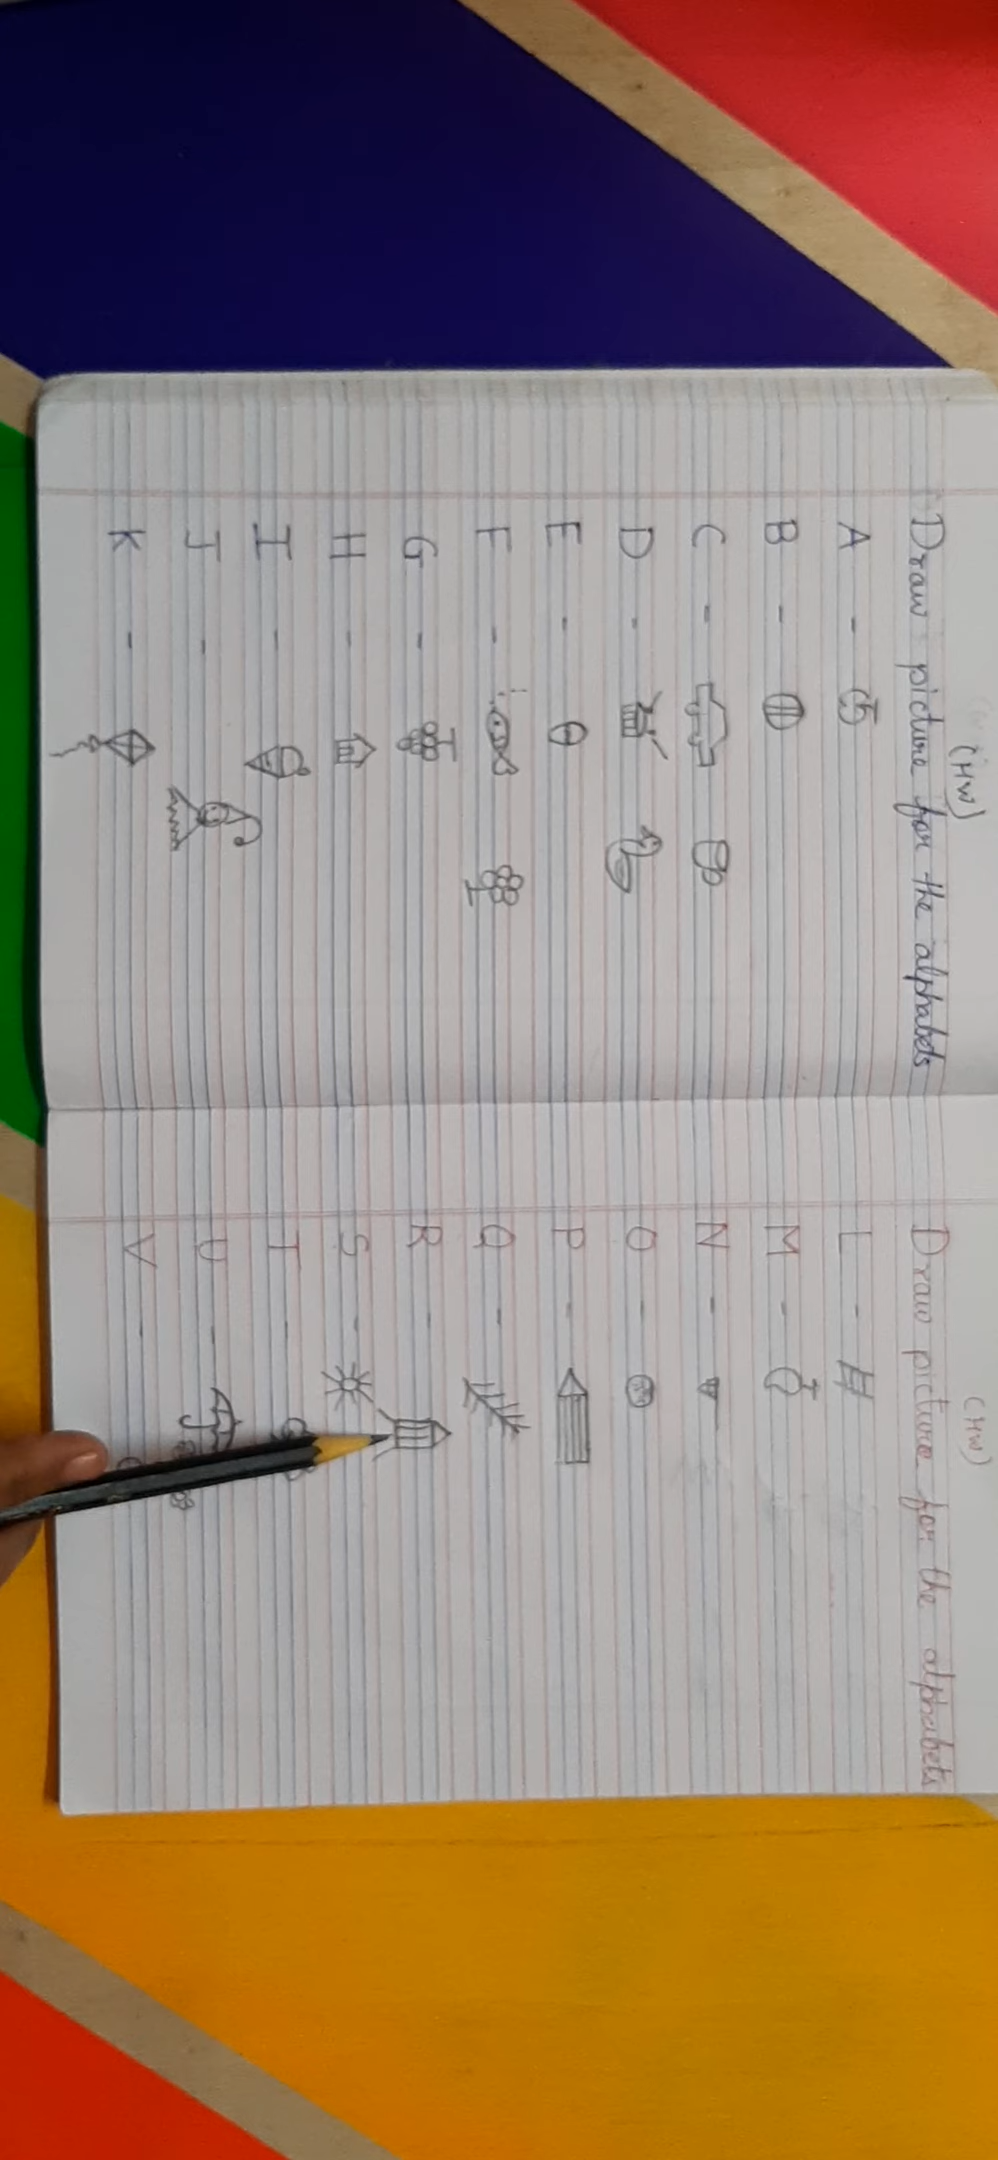 (HW)
Draw picture for the alphabets
A -
B -
C -
D -
E -
F -
G -
H -
I -
J -
K -
(HW)
Draw picture for the alphabets
L -
M -
N -
O -
P -
Q -
R -
S -
T -
U -
V -